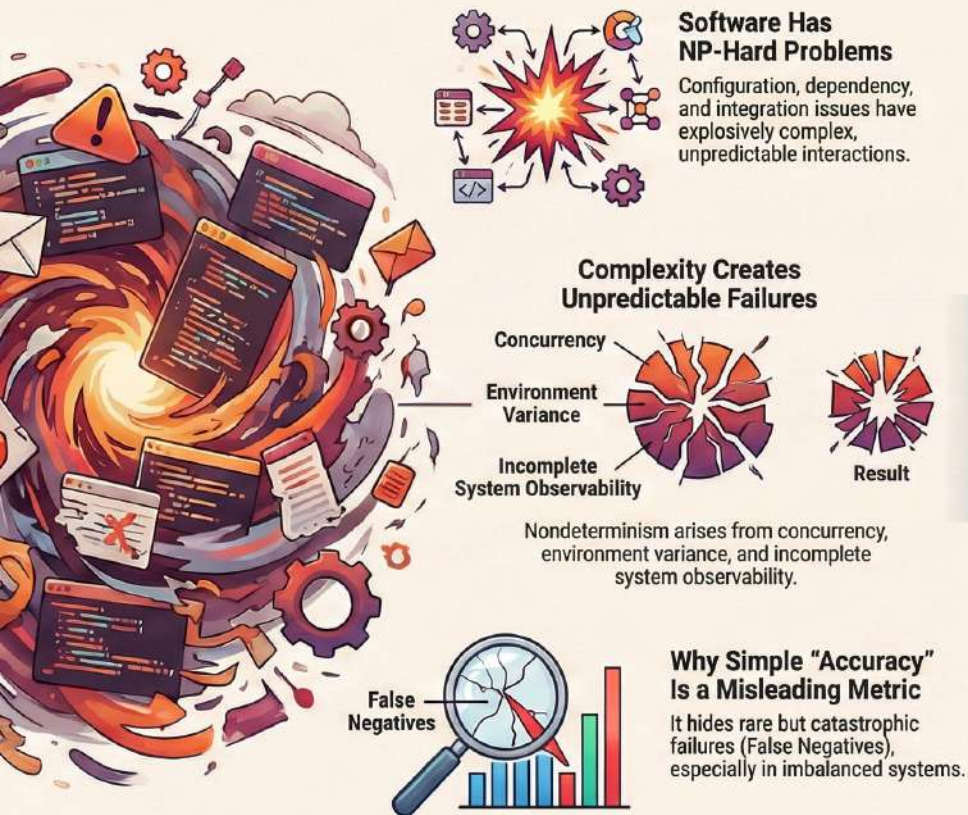 Software Has
NP-Hard Problems
Configuration, dependency,
and integration issues have
explosively complex,
unpredictable interactions.
</>
Complexity Creates
Unpredictable Failures
Concurrency
Environment
Variance
Incomplete
System Observability
Result
Nondeterminism arises from concurrency,
environment variance, and incomplete
system observability.
False
Negatives
Why Simple “Accuracy”
Is a Misleading Metric
It hides rare but catastrophic
failures (False Negatives),
especially in imbalanced systems.